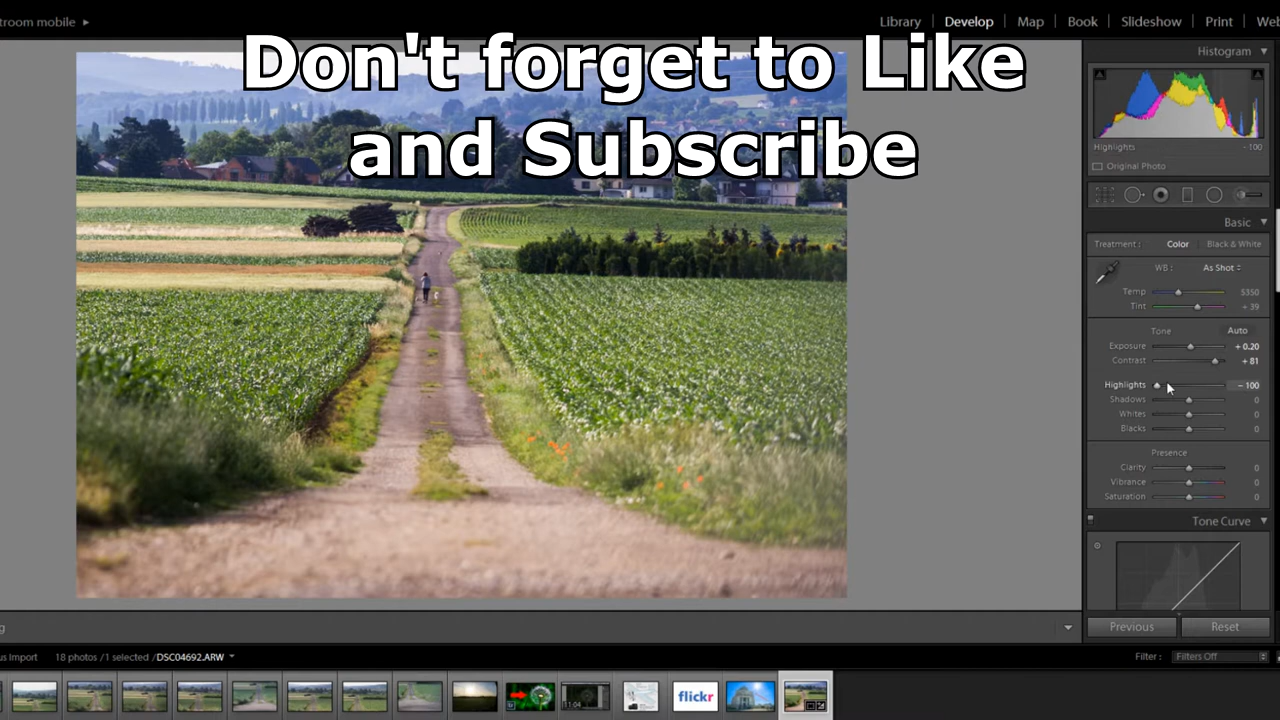 troom mobile
Library | Develop | Map | Book | Slideshow | Print | Web
Don't forget to Like
and Subscribe
Histogram
Highlights -100
Original Photo
Basic
Treatment : Color Black & White
WB : As Shot
Temp 5350
Tint + 39
Tone Auto
Exposure + 0.20
Contrast + 81
Highlights - 100
Shadows 0
Whites 0
Blacks 0
Presence
Clarity 0
Vibrance 0
Saturation 0
Tone Curve
g
Previous Reset
us Import 18 photos /1 selected /DSC04692.ARW
Filter : Filters Off
11:04
flickr